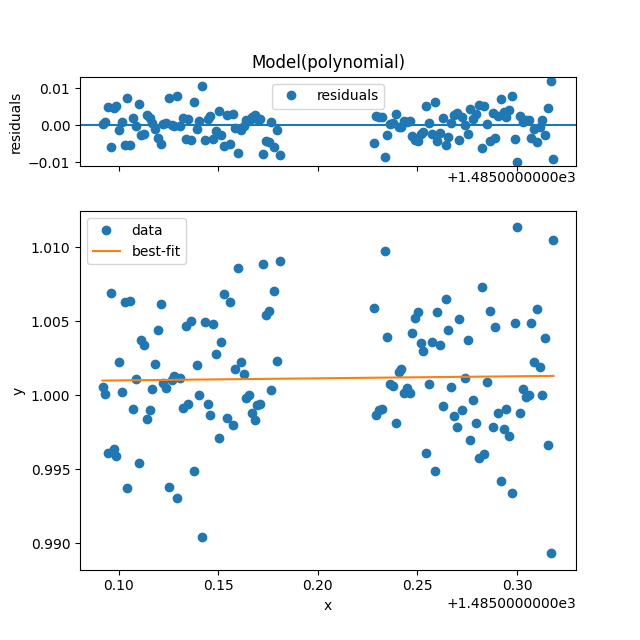 Model(polynomial)
residuals
0.01
0.00
−0.01
residuals
+1.4850000000e3
data
best-fit
y
1.010
1.005
1.000
0.995
0.990
0.10
0.15
0.20
0.25
0.30
x
+1.4850000000e3